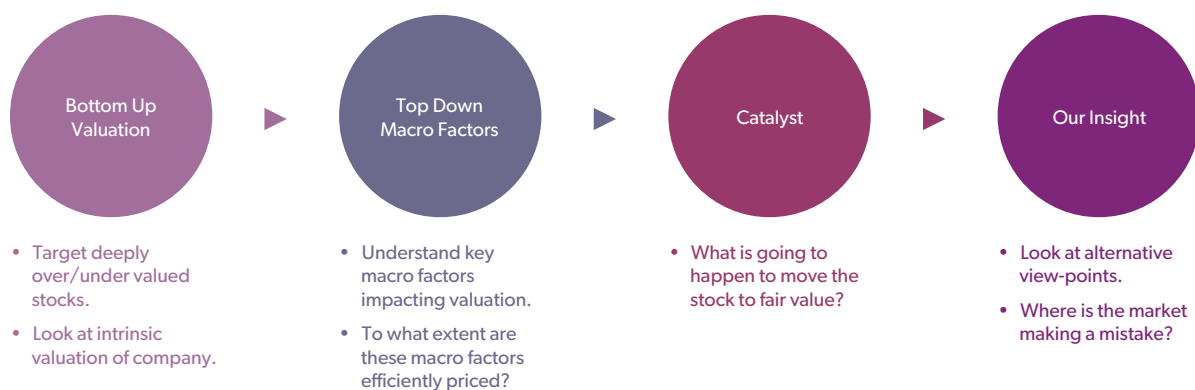 Bottom Up
Valuation
Top Down
Macro Factors
Catalyst
Our Insight
• Target deeply
over/under valued
stocks.
• Look at intrinsic
valuation of company.
• Understand key
macro factors
impacting valuation.
• To what extent are
these macro factors
efficiently priced?
• What is going to
happen to move the
stock to fair value?
• Look at alternative
view-points.
• Where is the market
making a mistake?